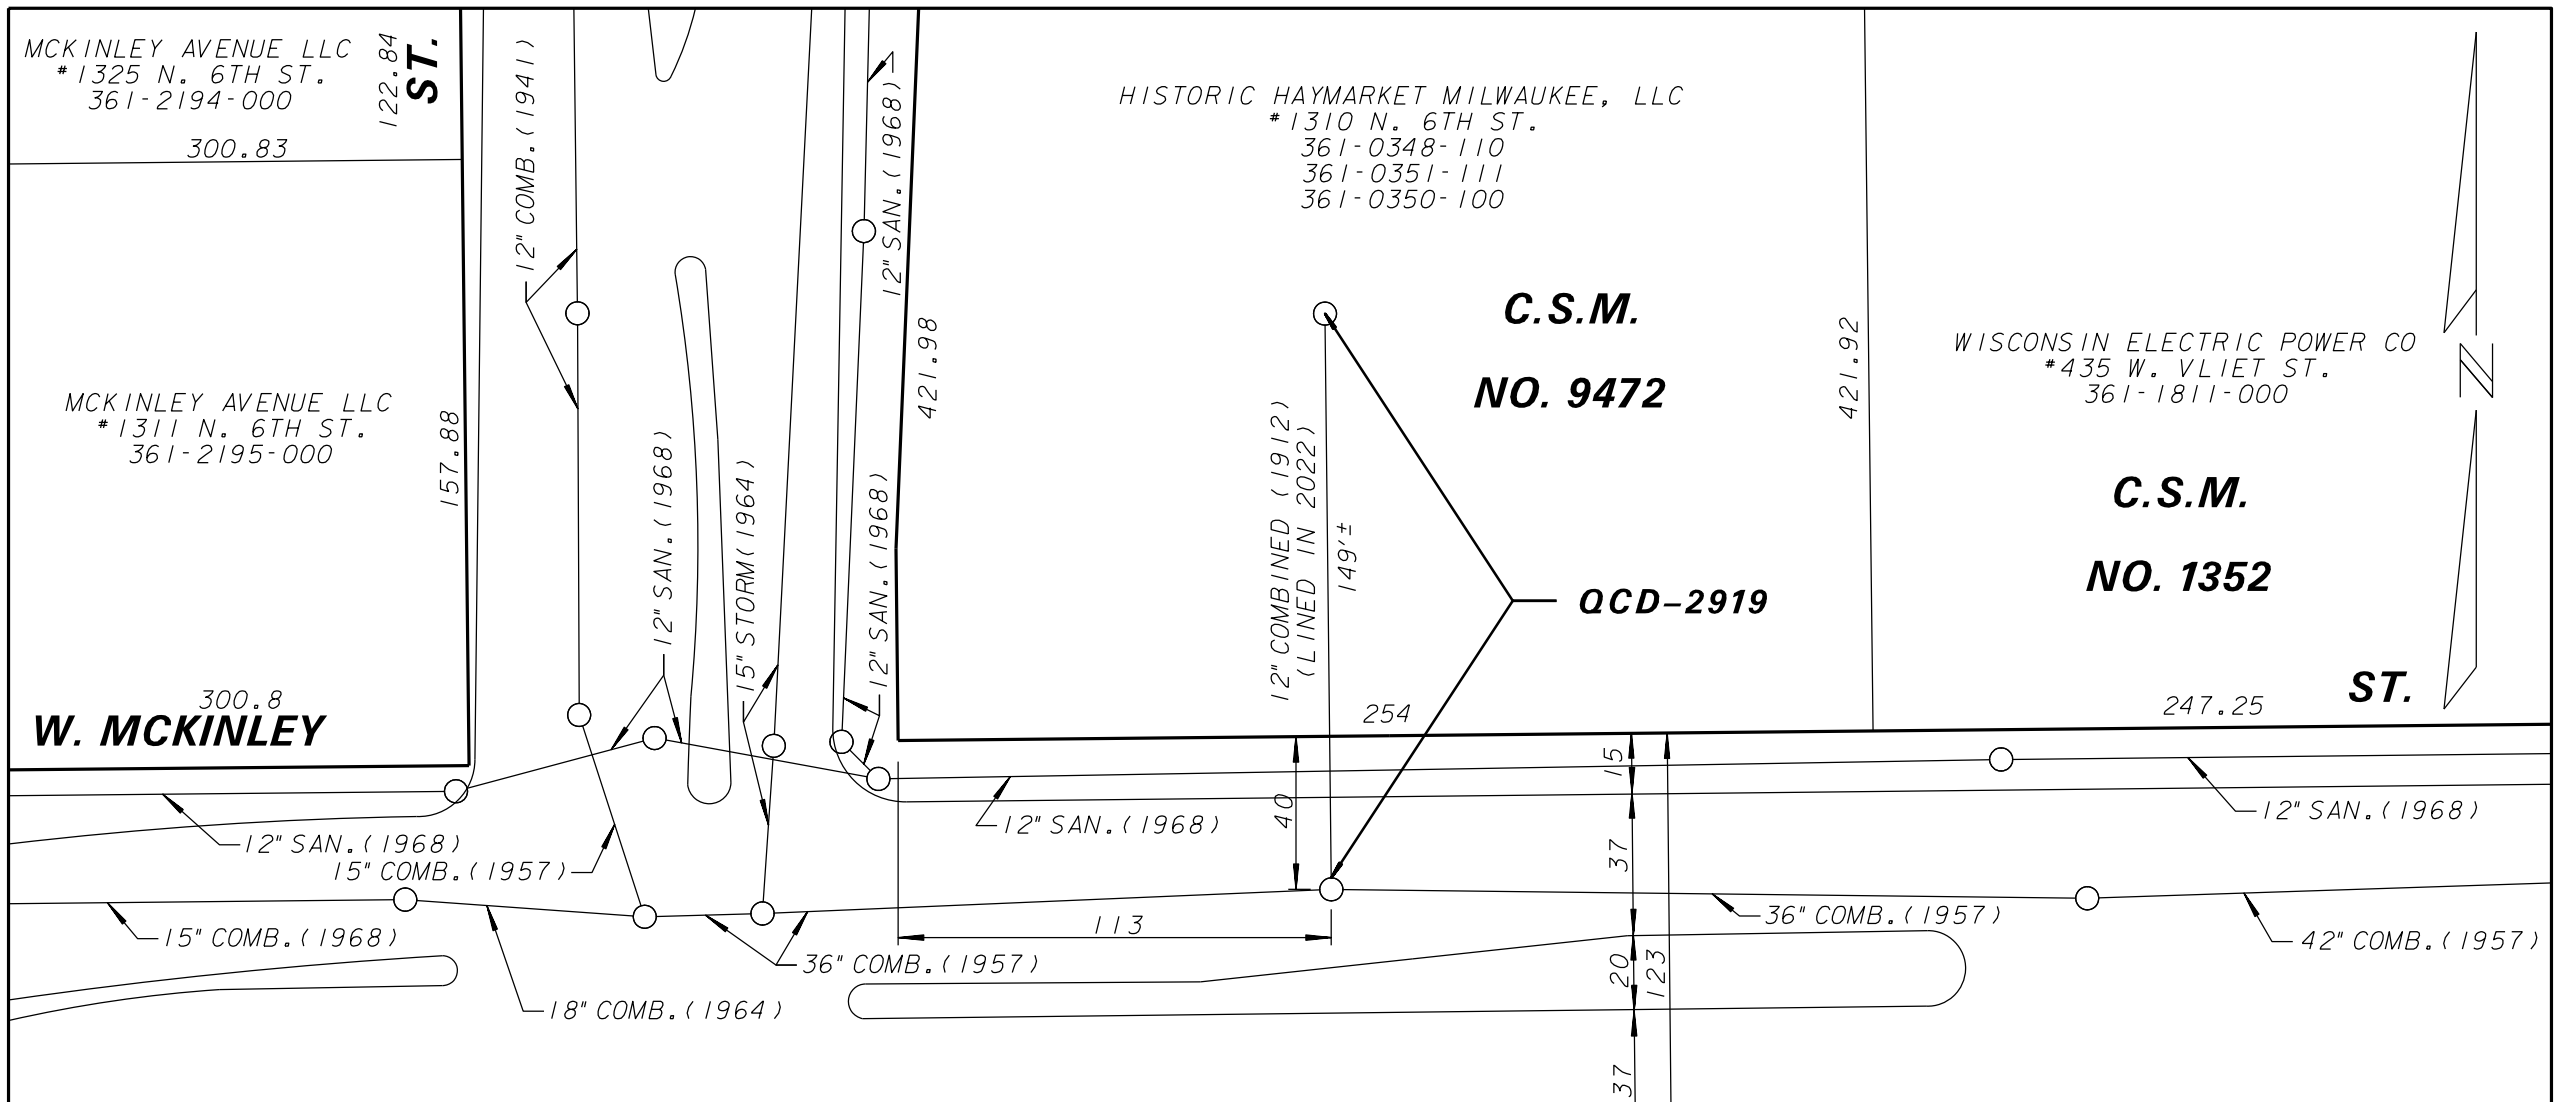 MCKINLEY AVENUE LLC
#1325 N. 6TH ST.
361-2194-000
122.84
ST.
300.83
12" COMB.(1941)
12" SAN.(1968)
HISTORIC HAYMARKET MILWAUKEE, LLC
#1310 N. 6TH ST.
361-0348-110
361-0351-111
361-0350-100
C.S.M.
NO. 9472
421.98
421.92
WISCONSIN ELECTRIC POWER CO
#435 W. VLIET ST.
361-1811-000
N
C.S.M.
NO. 1352
MCKINLEY AVENUE LLC
#1311 N. 6TH ST.
361-2195-000
157.88
12" SAN.(1968)
15" STORM(1964)
12" SAN.(1968)
12" COMBINED (1912)
(LINED IN 2022)
149'±
QCD-2919
300.8
W. MCKINLEY
254
247.25
ST.
15
40
37
12" SAN.(1968)
12" SAN.(1968)
12" SAN.(1968)
15" COMB.(1957)
15" COMB.(1968)
113
36" COMB.(1957)
36" COMB.(1957)
42" COMB.(1957)
18" COMB.(1964)
20
123
37